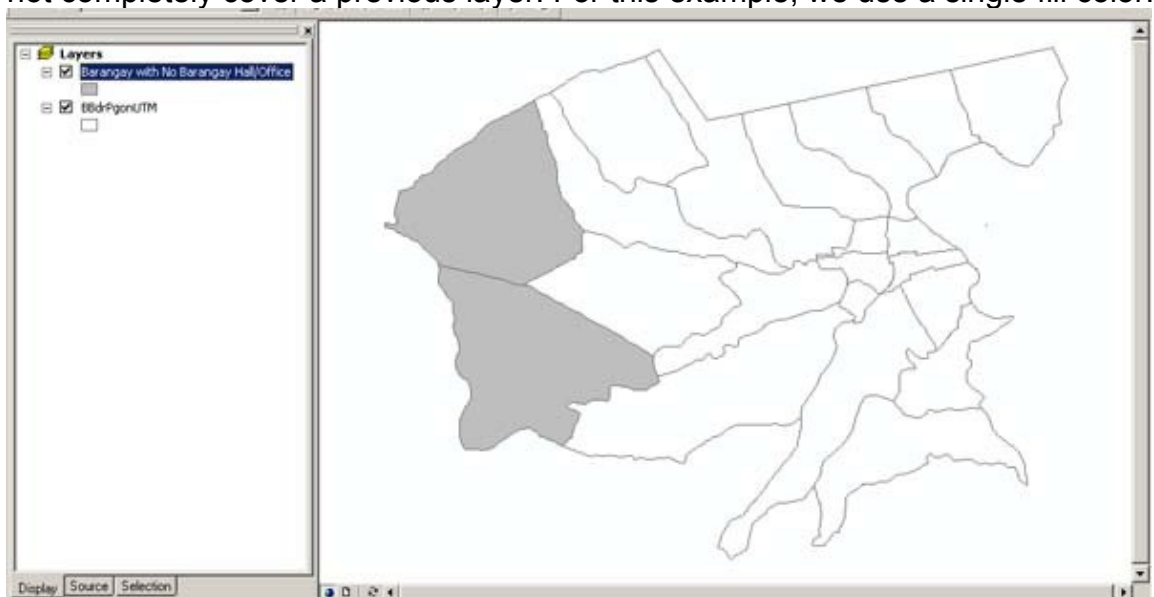 not completely cover a previous layer. For this example, we use a single fill color.
Layers
Barangay with No Barangay Hall/Office
BBdrPgonUTM
Display Source Selection